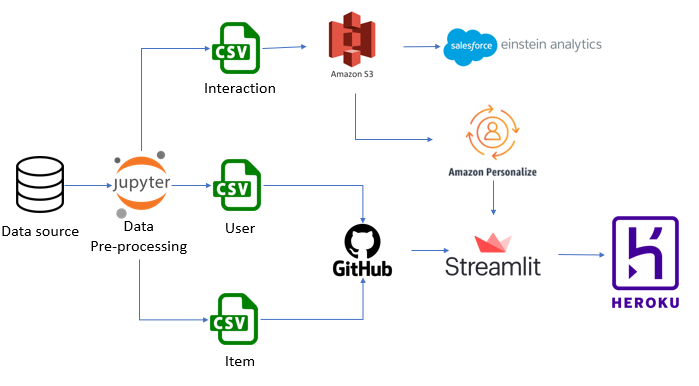 CSV
Interaction
Amazon S3
salesforce
einstein analytics
Amazon Personalize
Data source
jupyter
Data
Pre-processing
CSV
User
GitHub
Streamlit
HEROKU
CSV
Item